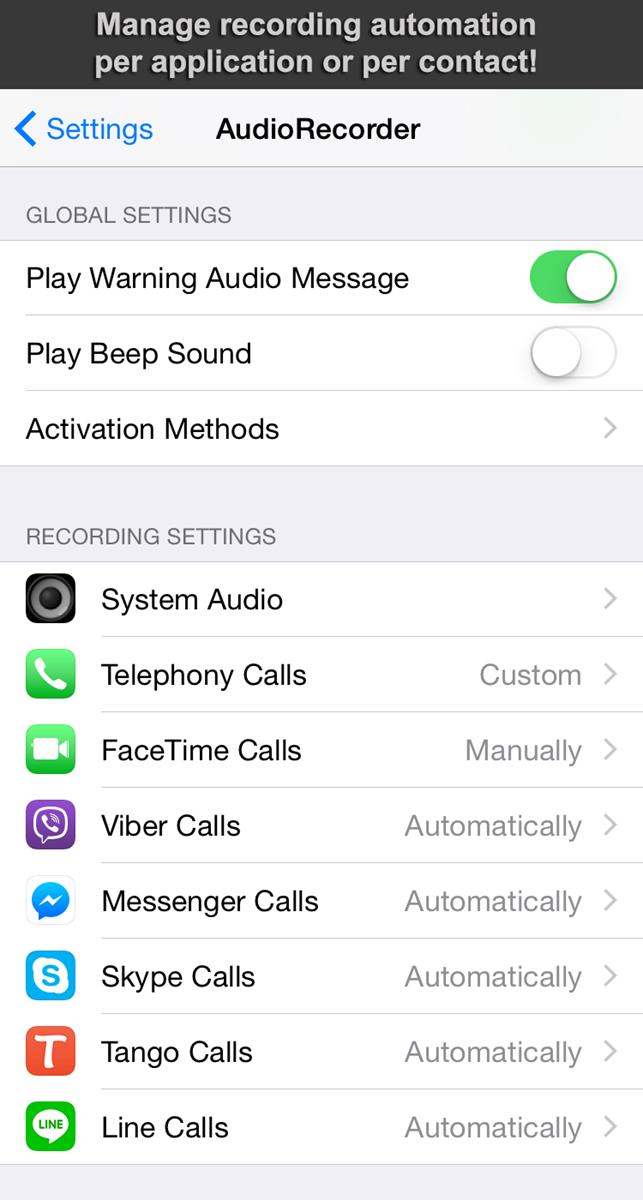 Manage recording automation
per application or per contact!
Settings AudioRecorder
GLOBAL SETTINGS
Play Warning Audio Message
Play Beep Sound
Activation Methods
RECORDING SETTINGS
System Audio
Telephony Calls Custom
FaceTime Calls Manually
Viber Calls Automatically
Messenger Calls Automatically
S Skype Calls Automatically
T Tango Calls Automatically
LINE Line Calls Automatically